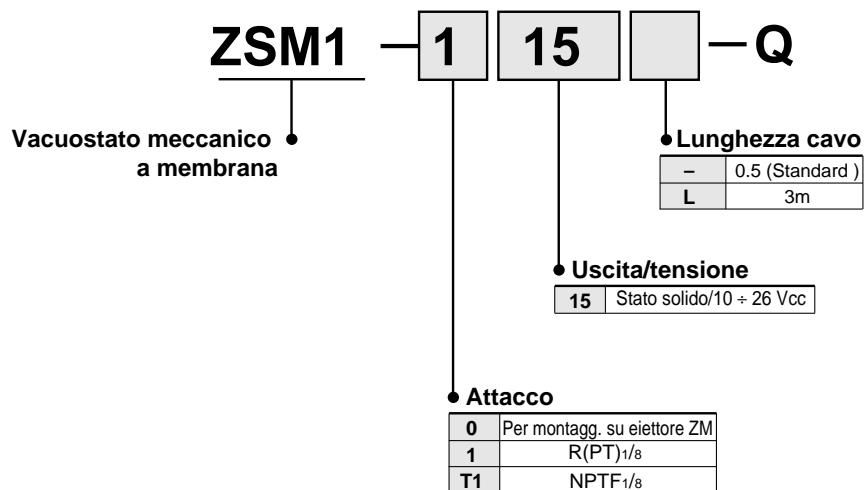 ZSM1 – 1 15 – Q
Vacuostato meccanico
a membrana
Lunghezza cavo
– 0.5 (Standard )
L 3m
Uscita/tensione
15 Stato solido/10 ÷ 26 Vcc
Attacco
0 Per montagg. su eiettore ZM
1 R(PT)1/8
T1 NPTF1/8